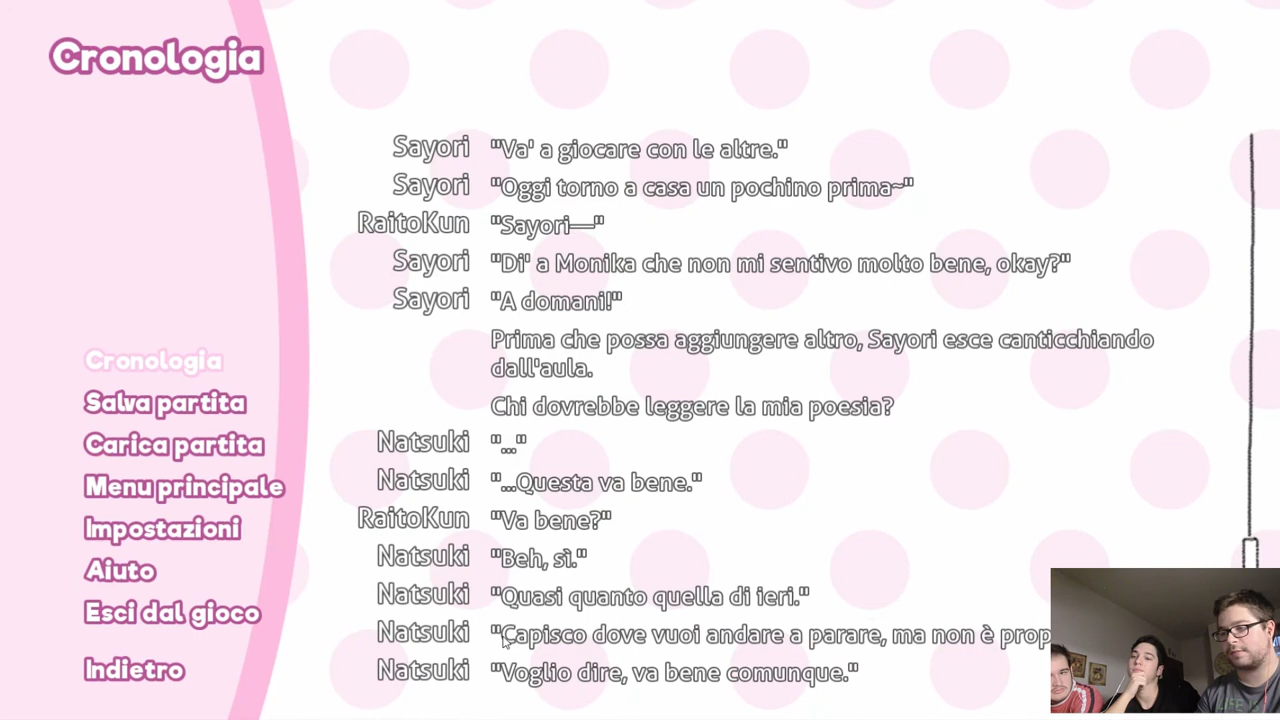 Cronologia
Sayori "Va' a giocare con le altre."
Sayori "Oggi torno a casa un pochino prima~"
RaitoKun "Sayori—"
Sayori "Di' a Monika che non mi sentivo molto bene, okay?"
Sayori "A domani!"
Prima che possa aggiungere altro, Sayori esce canticchiando
dall'aula.
Chi dovrebbe leggere la mia poesia?
Natsuki "..."
Natsuki "...Questa va bene."
RaitoKun "Va bene?"
Natsuki "Beh, sì."
Natsuki "Quasi quanto quella di ieri."
Natsuki "Capisco dove vuoi andare a parare, ma non è
Natsuki "Voglio dire, va bene comunque."
Cronologia
Salva partita
Carica partita
Menu principale
Impostazioni
Aiuto
Esci dal gioco
Indietro